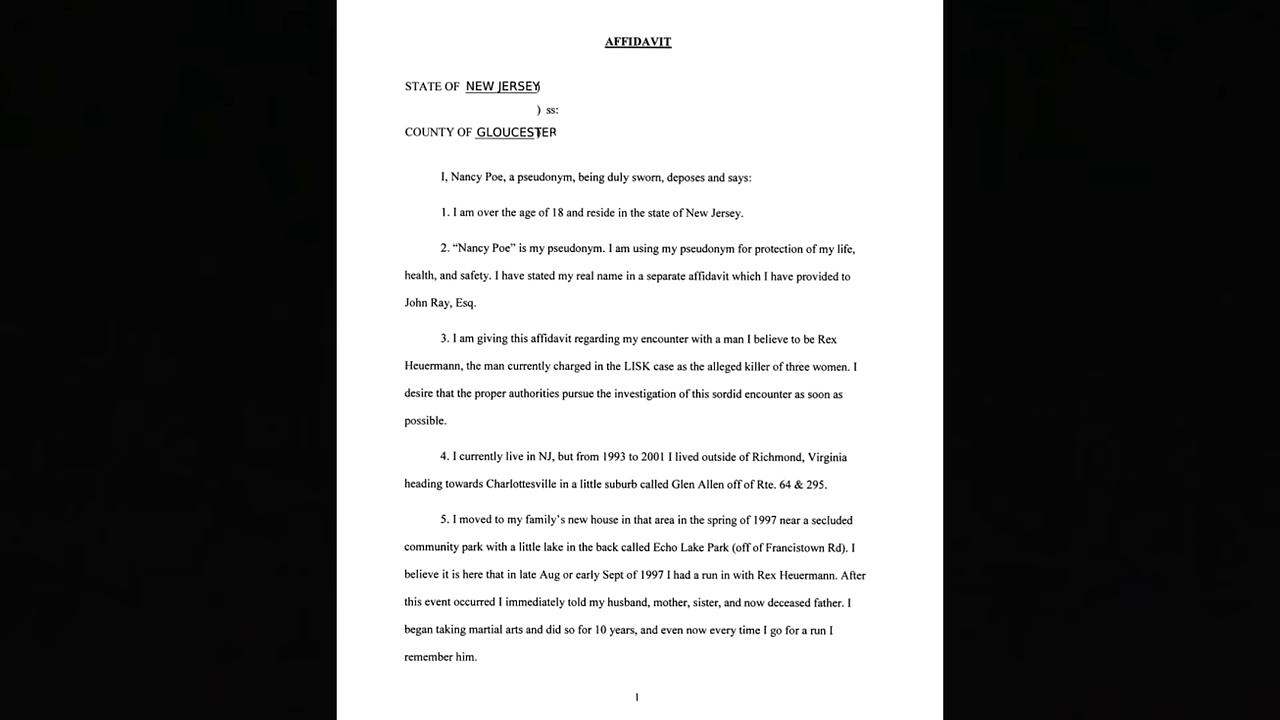 AFFIDAVIT
STATE OF NEW JERSEY)
) ss:
COUNTY OF GLOUCESTER)
I, Nancy Poe, a pseudonym, being duly sworn, deposes and says:
1. I am over the age of 18 and reside in the state of New Jersey.
2. “Nancy Poe” is my pseudonym. I am using my pseudonym for protection of my life,
health, and safety. I have stated my real name in a separate affidavit which I have provided to
John Ray, Esq.
3. I am giving this affidavit regarding my encounter with a man I believe to be Rex
Heuermann, the man currently charged in the LISK case as the alleged killer of three women. I
desire that the proper authorities pursue the investigation of this sordid encounter as soon as
possible.
4. I currently live in NJ, but from 1993 to 2001 I lived outside of Richmond, Virginia
heading towards Charlottesville in a little suburb called Glen Allen off of Rte. 64 & 295.
5. I moved to my family’s new house in that area in the spring of 1997 near a secluded
community park with a little lake in the back called Echo Lake Park (off of Francistown Rd). I
believe it is here that in late Aug or early Sept of 1997 I had a run in with Rex Heuermann. After
this event occurred I immediately told my husband, mother, sister, and now deceased father. I
began taking martial arts and did so for 10 years, and even now every time I go for a run I
remember him.
1